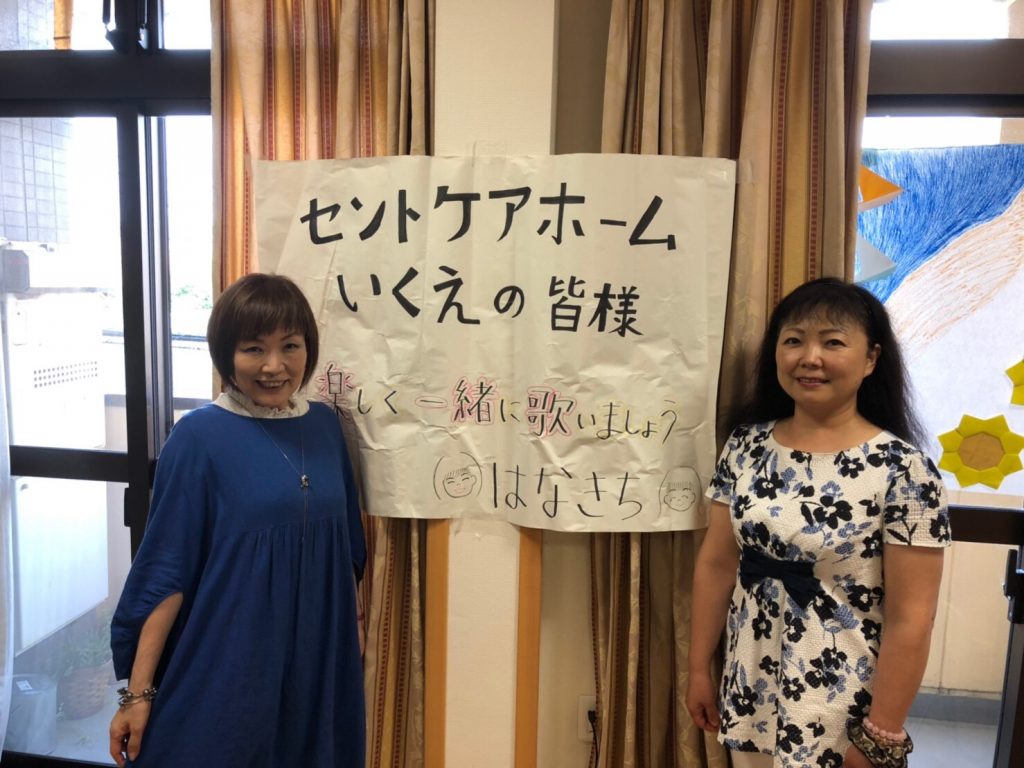 セントケアホーム
いくえの皆様
楽しく一緒に歌いましょう
はなさち